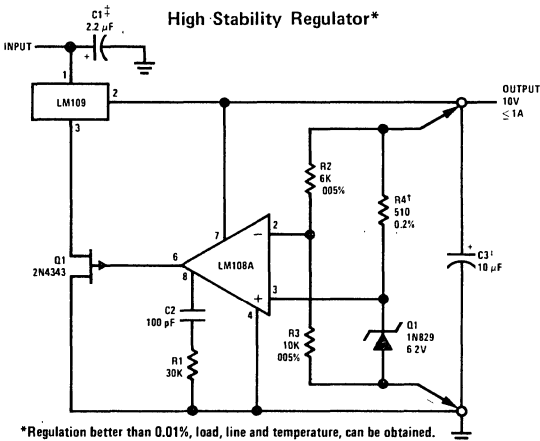 High Stability Regulator*
C1‡
2.2 µF
+
INPUT
1
LM109
2
3
OUTPUT
10V
≤ 1A
R2
6K
005%
R4†
510
0.2%
7
2
−
Q1
2N4343
6
LM108A
8
+
3
4
+
C3‡
10 µF
C2
100 pF
R3
10K
005%
Q1
1N829
6 2V
R1
30K
*Regulation better than 0.01%, load, line and temperature, can be obtained.